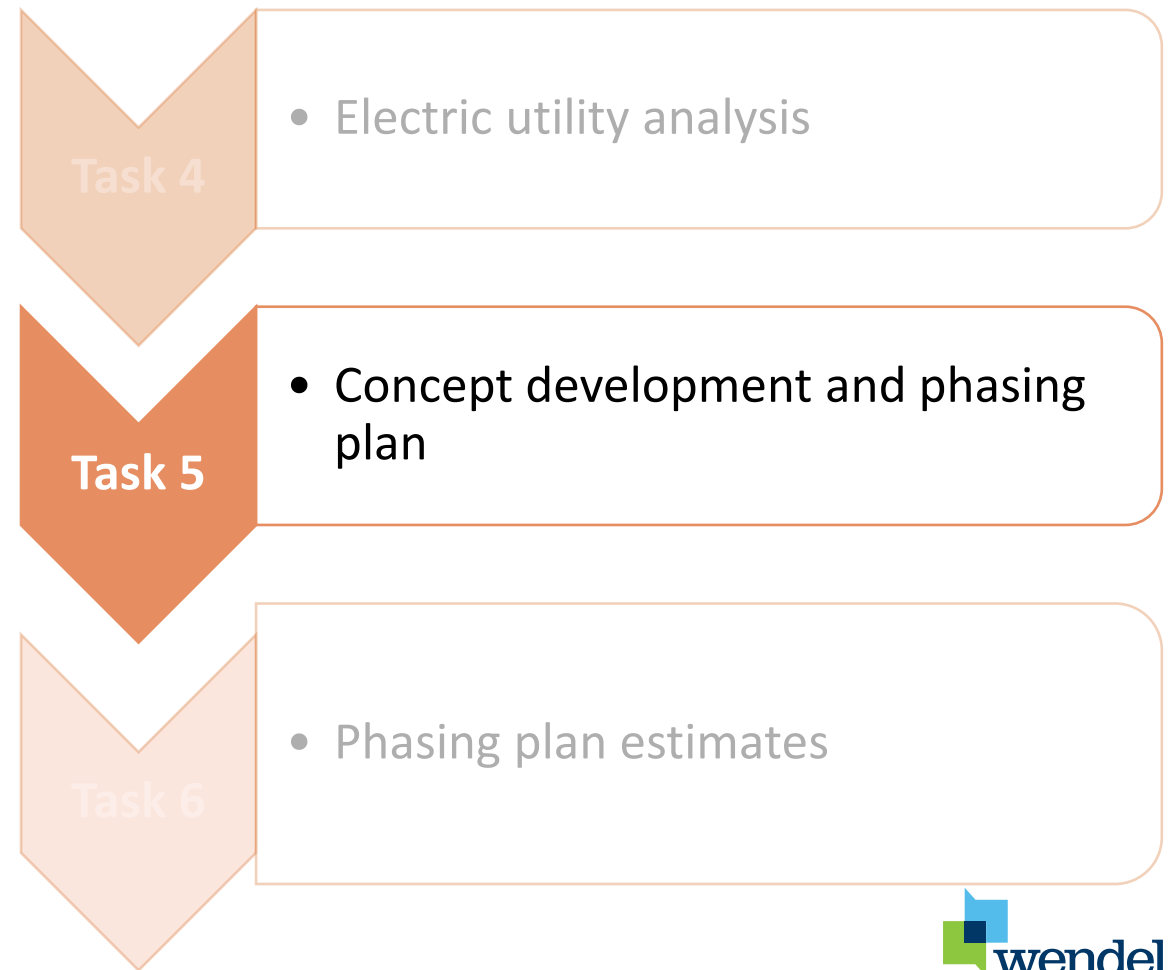 Task 4
• Electric utility analysis
Task 5
• Concept development and phasing
plan
Task 6
• Phasing plan estimates
wendel